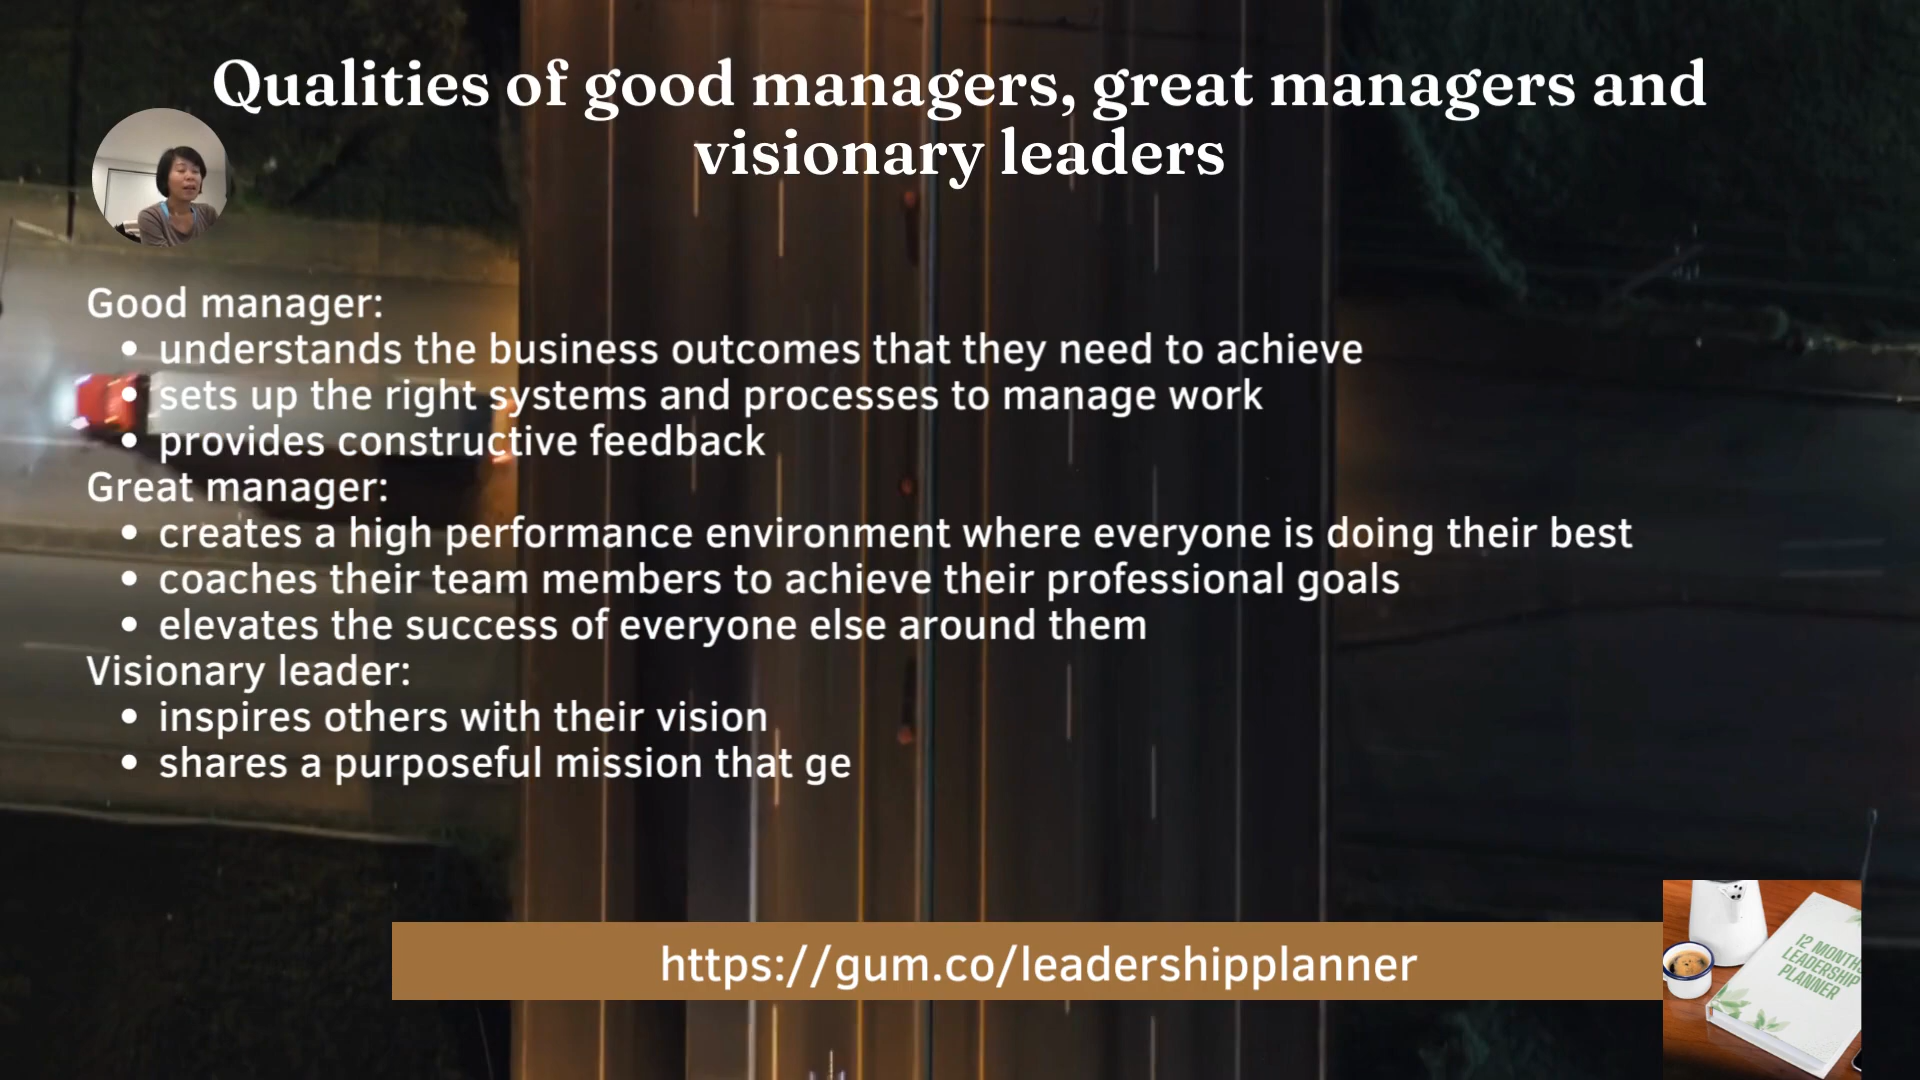 Qualities of good managers, great managers and
visionary leaders
Good manager:
• understands the business outcomes that they need to achieve
• sets up the right systems and processes to manage work
• provides constructive feedback
Great manager:
• creates a high performance environment where everyone is doing their best
• coaches their team members to achieve their professional goals
• elevates the success of everyone else around them
Visionary leader:
• inspires others with their vision
• shares a purposeful mission that ge
https://gum.co/leadershipplanner
12 MONTHS
LEADERSHIP
PLANNER